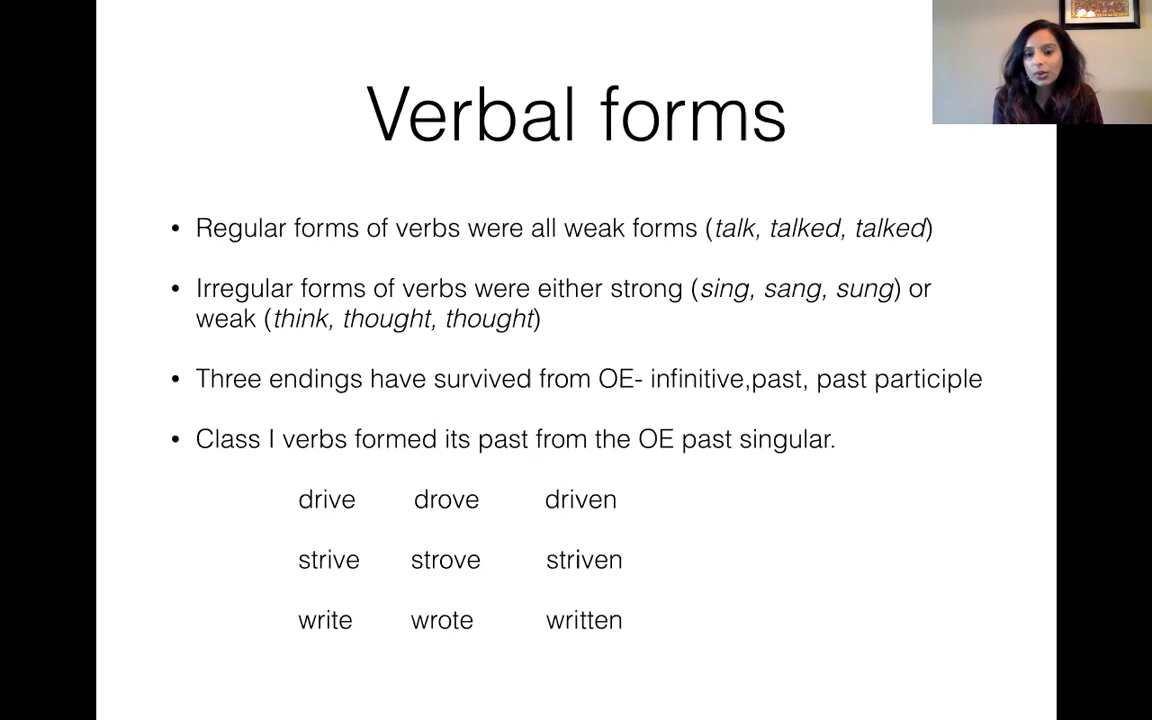 Verbal forms
• Regular forms of verbs were all weak forms (talk, talked, talked)
• Irregular forms of verbs were either strong (sing, sang, sung) or
weak (think, thought, thought)
• Three endings have survived from OE- infinitive,past, past participle
• Class I verbs formed its past from the OE past singular.
drive drove driven
strive strove striven
write wrote written